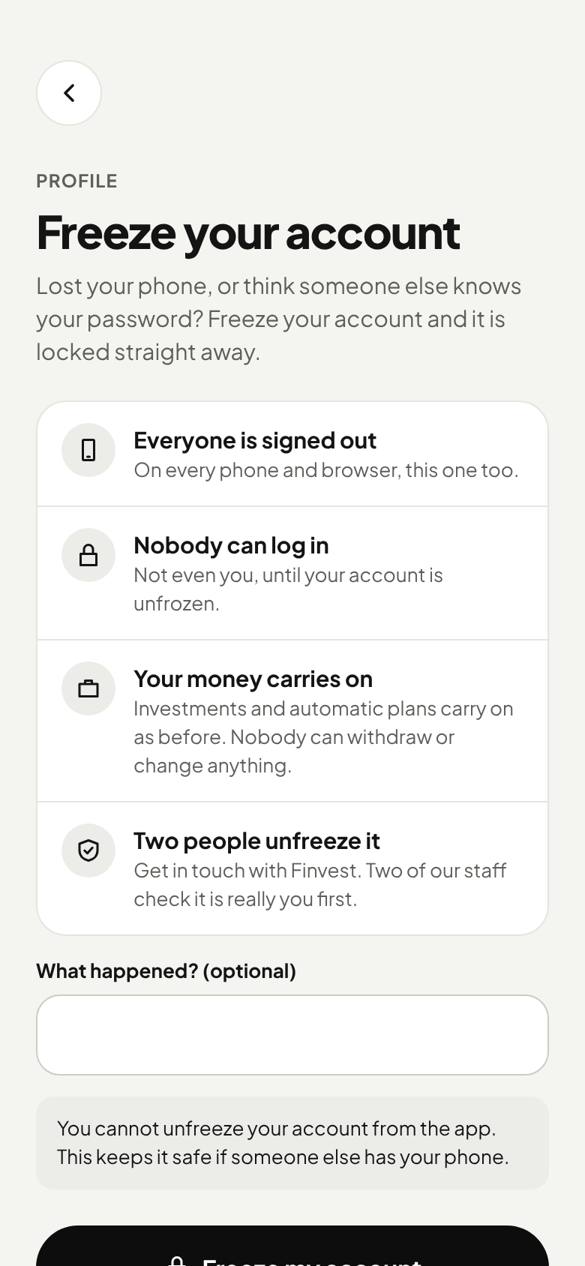 PROFILE
Freeze your account
Lost your phone, or think someone else knows
your password? Freeze your account and it is
locked straight away.
Everyone is signed out
On every phone and browser, this one too.
Nobody can log in
Not even you, until your account is
unfrozen.
Your money carries on
Investments and automatic plans carry on
as before. Nobody can withdraw or
change anything.
Two people unfreeze it
Get in touch with Finvest. Two of our staff
check it is really you first.
What happened? (optional)
You cannot unfreeze your account from the app.
This keeps it safe if someone else has your phone.
Freeze my account